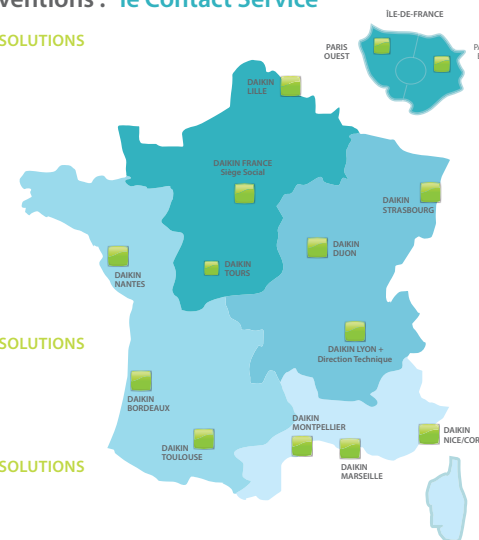 ventions : le Contact Service
ÎLE-DE-FRANCE
SOLUTIONS
PARIS
OUEST
DAIKIN
LILLE
DAIKIN FRANCE
Siège Social
DAIKIN
STRASBOURG
DAIKIN
DIJON
DAIKIN
TOURS
DAIKIN
NANTES
SOLUTIONS
DAIKIN LYON +
Direction Technique
DAIKIN
BORDEAUX
DAIKIN
MONTPELLIER
DAIKIN
NICE/COR
DAIKIN
TOULOUSE
SOLUTIONS
DAIKIN
MARSEILLE